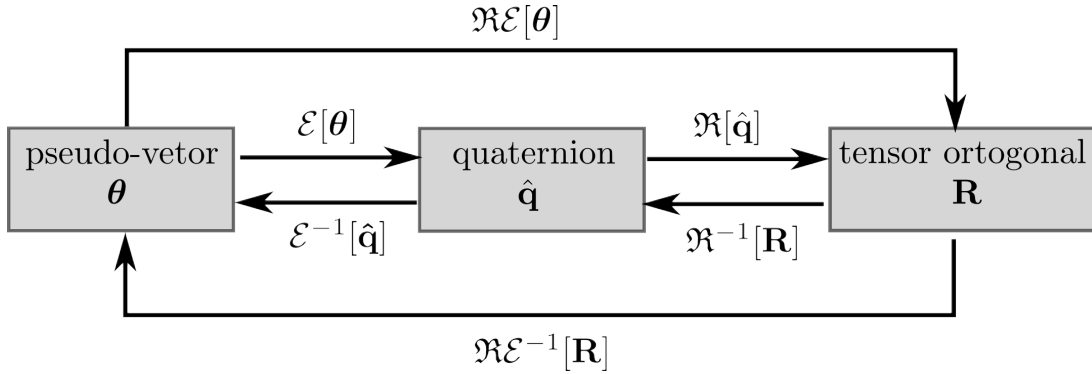 ℜℰ[θ]
ℰ[θ]
ℜ[q̂]
pseudo-vetor
θ
quaternion
q̂
tensor ortogonal
R
ℰ⁻¹[q̂]
ℜ⁻¹[R]
ℜℰ⁻¹[R]